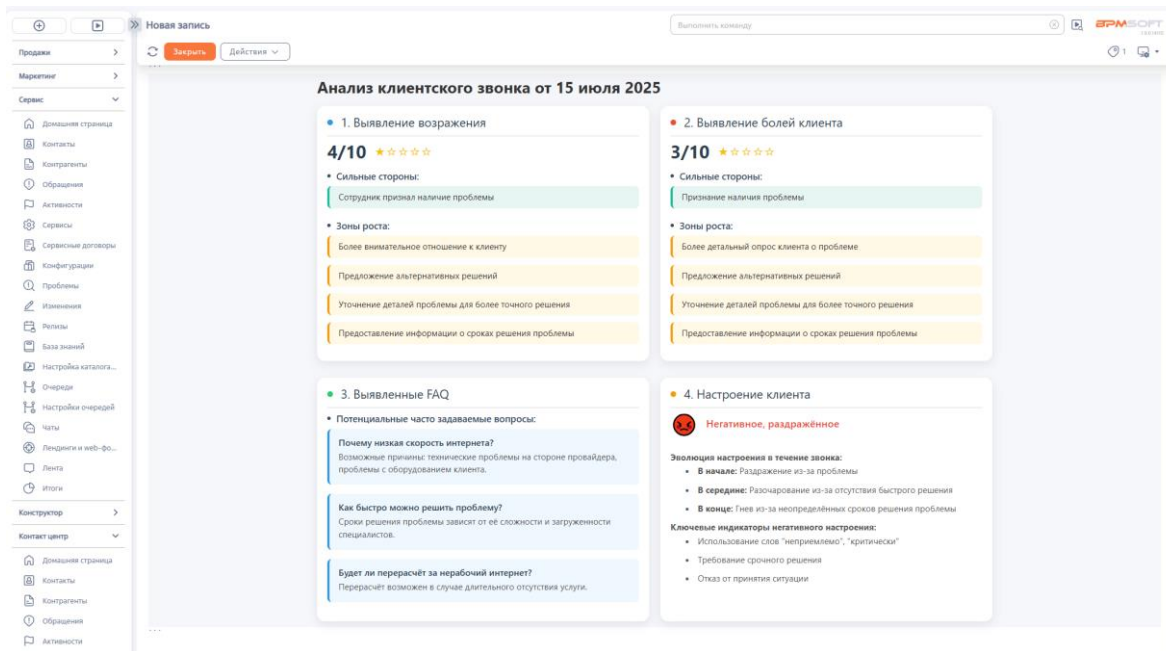 Новая запись
Выполнить команду
BPMSOFT
Закрыть
Действия
1
Продажи
Маркетинг
Сервис
Домашняя страница
Контакты
Контрагенты
Обращения
Активности
Сервисы
Сервисные договоры
Конфигурации
Проблемы
Изменения
Релизы
База знаний
Настройка каталога...
Очереди
Настройки очередей
Чаты
Лендинги и web-фо...
Лента
Итоги
Конструктор
Контакт центр
Домашняя страница
Контакты
Контрагенты
Обращения
Активности
Анализ клиентского звонка от 15 июля 2025
1. Выявление возражения
4/10
Сильные стороны:
Сотрудник признал наличие проблемы
Зоны роста:
Более внимательное отношение к клиенту
Предложение альтернативных решений
Уточнение деталей проблемы для более точного решения
Предоставление информации о сроках решения проблемы
2. Выявление болей клиента
3/10
Сильные стороны:
Признание наличия проблемы
Зоны роста:
Более детальный опрос клиента о проблеме
Предложение альтернативных решений
Уточнение деталей проблемы для более точного решения
Предоставление информации о сроках решения проблемы
3. Выявленные FAQ
Потенциальные часто задаваемые вопросы:
Почему низкая скорость интернета?
Возможные причины: технические проблемы на стороне провайдера,
проблемы с оборудованием клиента.
Как быстро можно решить проблему?
Сроки решения проблемы зависят от её сложности и загруженности
специалистов.
Будет ли перерасчёт за нерабочий интернет?
Перерасчёт возможен в случае длительного отсутствия услуги.
4. Настроение клиента
Негативное, раздражённое
Эволюция настроения в течение звонка:
В начале: Раздражение из-за проблемы
В середине: Разочарование из-за отсутствия быстрого решения
В конце: Гнев из-за неопределённых сроков решения проблемы
Ключевые индикаторы негативного настроения:
Использование слов "неприемлемо", "критически"
Требование срочного решения
Отказ от принятия ситуации